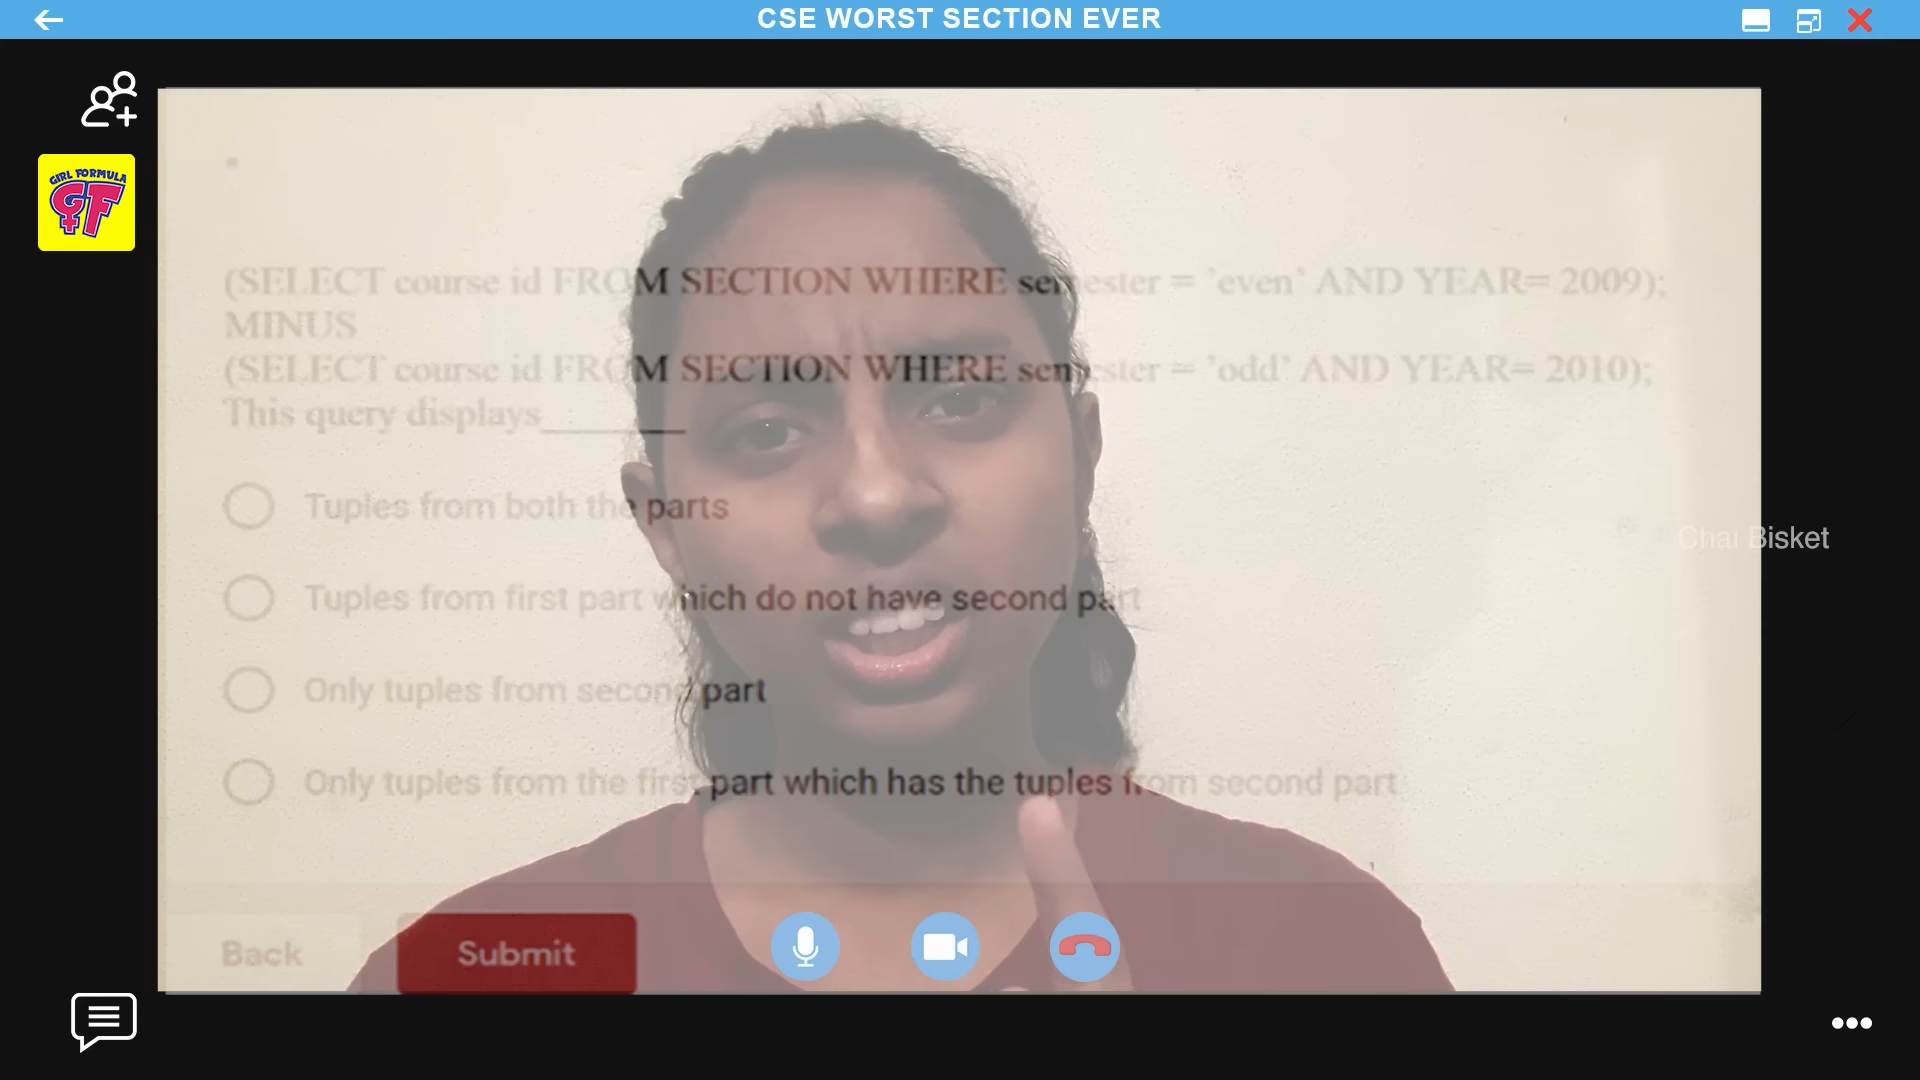 CSE WORST SECTION EVER
GIRL FORMULA
GF
(SELECT course id FROM SECTION WHERE semester = ’even’ AND YEAR= 2009);
MINUS
(SELECT course id FROM SECTION WHERE semester = ’odd’ AND YEAR= 2010);
This query displays________
Tuples from both the parts
Chai Bisket
Tuples from first part which do not have second part
Only tuples from second part
Only tuples from the first part which has the tuples from second part
Back
Submit